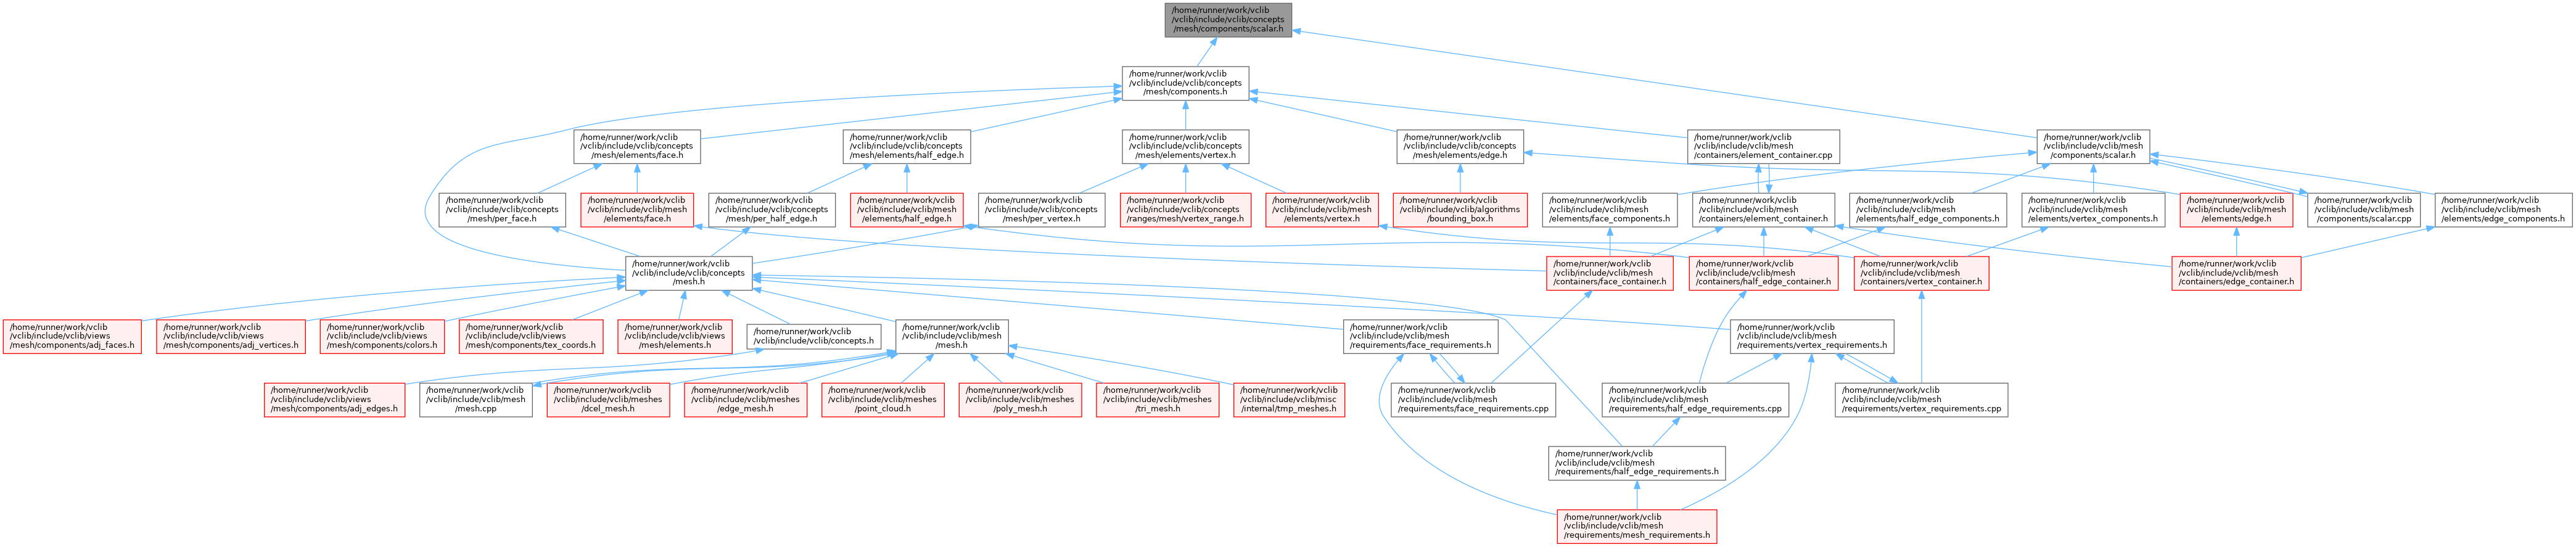 /home/runner/work/vclib
/vclib/include/vclib/concepts
/mesh/components/scalar.h
/home/runner/work/vclib
/vclib/include/vclib/concepts
/mesh/components.h
/home/runner/work/vclib
/vclib/include/vclib/concepts
/mesh/elements/face.h
/home/runner/work/vclib
/vclib/include/vclib/concepts
/mesh/elements/half_edge.h
/home/runner/work/vclib
/vclib/include/vclib/concepts
/mesh/elements/vertex.h
/home/runner/work/vclib
/vclib/include/vclib/concepts
/mesh/elements/edge.h
/home/runner/work/vclib
/vclib/include/vclib/mesh
/containers/element_container.cpp
/home/runner/work/vclib
/vclib/include/vclib/mesh
/components/scalar.h
/home/runner/work/vclib
/vclib/include/vclib/concepts
/mesh/per_face.h
/home/runner/work/vclib
/vclib/include/vclib/mesh
/elements/face.h
/home/runner/work/vclib
/vclib/include/vclib/concepts
/mesh/per_half_edge.h
/home/runner/work/vclib
/vclib/include/vclib/mesh
/elements/half_edge.h
/home/runner/work/vclib
/vclib/include/vclib/concepts
/mesh/per_vertex.h
/home/runner/work/vclib
/vclib/include/vclib/concepts
/ranges/mesh/vertex_range.h
/home/runner/work/vclib
/vclib/include/vclib/mesh
/elements/vertex.h
/home/runner/work/vclib
/vclib/include/vclib/algorithms
/bounding_box.h
/home/runner/work/vclib
/vclib/include/vclib/mesh
/elements/face_components.h
/home/runner/work/vclib
/vclib/include/vclib/mesh
/containers/element_container.h
/home/runner/work/vclib
/vclib/include/vclib/mesh
/elements/half_edge_components.h
/home/runner/work/vclib
/vclib/include/vclib/mesh
/elements/vertex_components.h
/home/runner/work/vclib
/vclib/include/vclib/mesh
/elements/edge.h
/home/runner/work/vclib
/vclib/include/vclib/mesh
/components/scalar.cpp
/home/runner/work/vclib
/vclib/include/vclib/mesh
/elements/edge_components.h
/home/runner/work/vclib
/vclib/include/vclib/concepts
/mesh.h
/home/runner/work/vclib
/vclib/include/vclib/mesh
/containers/face_container.h
/home/runner/work/vclib
/vclib/include/vclib/mesh
/containers/half_edge_container.h
/home/runner/work/vclib
/vclib/include/vclib/mesh
/containers/vertex_container.h
/home/runner/work/vclib
/vclib/include/vclib/mesh
/containers/edge_container.h
/home/runner/work/vclib
/vclib/include/vclib/views
/mesh/components/adj_faces.h
/home/runner/work/vclib
/vclib/include/vclib/views
/mesh/components/adj_vertices.h
/home/runner/work/vclib
/vclib/include/vclib/views
/mesh/components/colors.h
/home/runner/work/vclib
/vclib/include/vclib/views
/mesh/components/tex_coords.h
/home/runner/work/vclib
/vclib/include/vclib/views
/mesh/elements.h
/home/runner/work/vclib
/vclib/include/vclib/concepts.h
/home/runner/work/vclib
/vclib/include/vclib/mesh
/mesh.h
/home/runner/work/vclib
/vclib/include/vclib/mesh
/requirements/face_requirements.h
/home/runner/work/vclib
/vclib/include/vclib/mesh
/requirements/vertex_requirements.h
/home/runner/work/vclib
/vclib/include/vclib/views
/mesh/components/adj_edges.h
/home/runner/work/vclib
/vclib/include/vclib/mesh
/mesh.cpp
/home/runner/work/vclib
/vclib/include/vclib/meshes
/dcel_mesh.h
/home/runner/work/vclib
/vclib/include/vclib/meshes
/edge_mesh.h
/home/runner/work/vclib
/vclib/include/vclib/meshes
/point_cloud.h
/home/runner/work/vclib
/vclib/include/vclib/meshes
/poly_mesh.h
/home/runner/work/vclib
/vclib/include/vclib/meshes
/tri_mesh.h
/home/runner/work/vclib
/vclib/include/vclib/misc
/internal/tmp_meshes.h
/home/runner/work/vclib
/vclib/include/vclib/mesh
/requirements/face_requirements.cpp
/home/runner/work/vclib
/vclib/include/vclib/mesh
/requirements/half_edge_requirements.cpp
/home/runner/work/vclib
/vclib/include/vclib/mesh
/requirements/vertex_requirements.cpp
/home/runner/work/vclib
/vclib/include/vclib/mesh
/requirements/half_edge_requirements.h
/home/runner/work/vclib
/vclib/include/vclib/mesh
/requirements/mesh_requirements.h